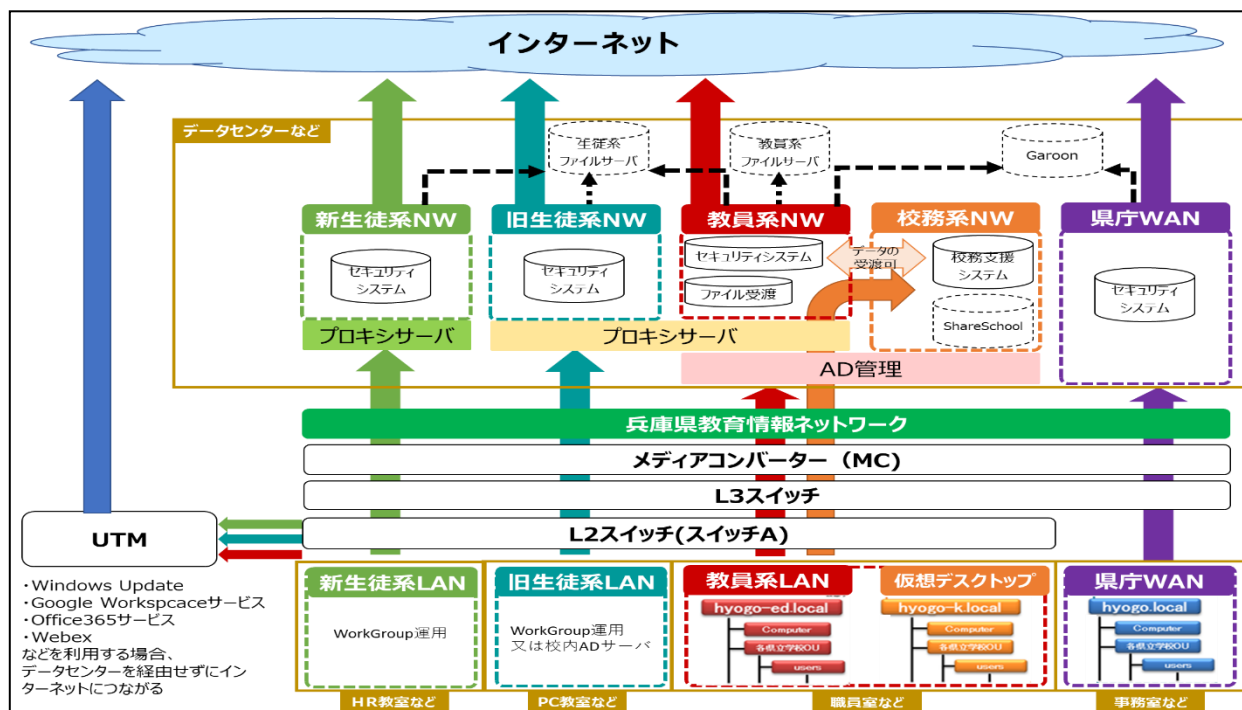 インターネット
データセンターなど
生徒系
ファイルサーバ
教員系
ファイルサーバ
Garoon
新生徒系NW
旧生徒系NW
教員系NW
校務系NW
県庁WAN
セキュリティ
システム
セキュリティ
システム
セキュリティシステム
ファイル受渡
データの
受渡可
校務支援
システム
ShareSchool
セキュリティ
システム
プロキシサーバ
プロキシサーバ
AD管理
兵庫県教育情報ネットワーク
メディアコンバーター（MC)
L3スイッチ
L2スイッチ(スイッチA)
UTM
・Windows Update
・Google Workspcaceサービス
・Office365サービス
・Webex
などを利用する場合、
データセンターを経由せずにイン
ターネットにつながる
新生徒系LAN
WorkGroup運用
HR教室など
旧生徒系LAN
WorkGroup運用
又は校内ADサーバ
PC教室など
教員系LAN
hyogo-ed.local
Computer
各県立学校OU
users
仮想デスクトップ
hyogo-k.local
Computer
各県立学校OU
users
職員室など
県庁WAN
hyogo.local
Computer
各県立学校OU
users
事務室など